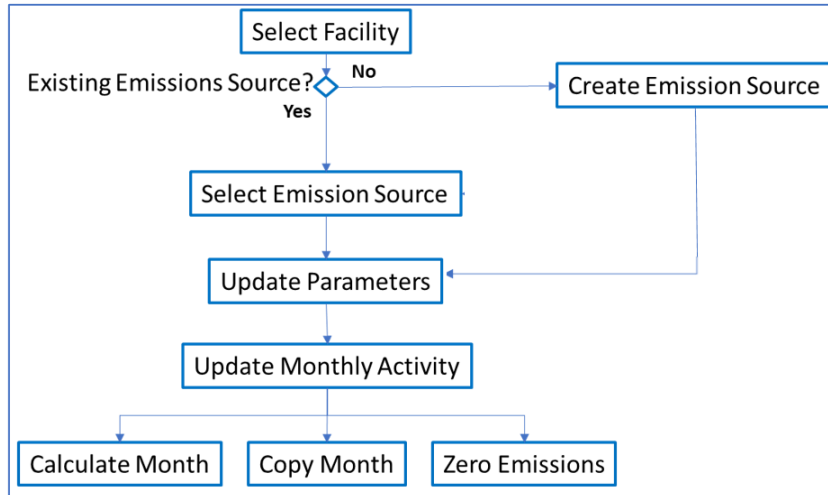 Select Facility
Existing Emissions Source?
No
Yes
Create Emission Source
Select Emission Source
Update Parameters
Update Monthly Activity
Calculate Month
Copy Month
Zero Emissions